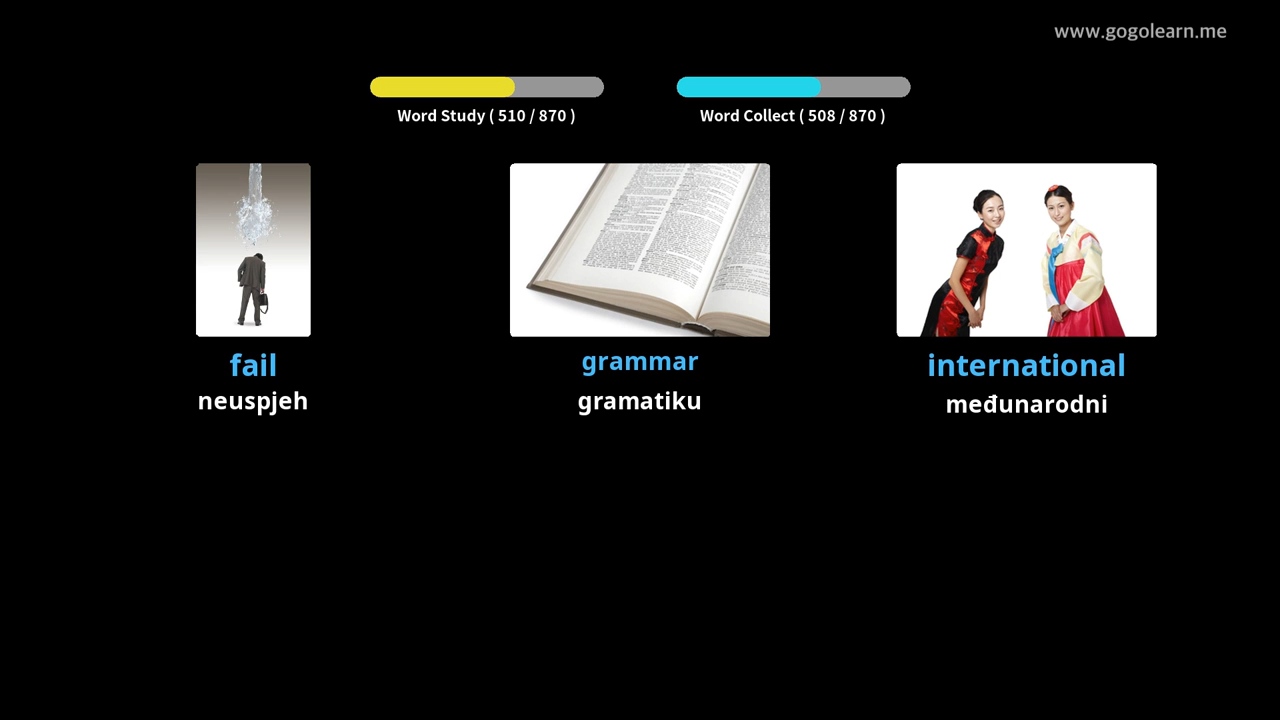 www.gogolearn.me
Word Study ( 510 / 870 )
Word Collect ( 508 / 870 )
fail
neuspjeh
grammar
gramatiku
international
međunarodni